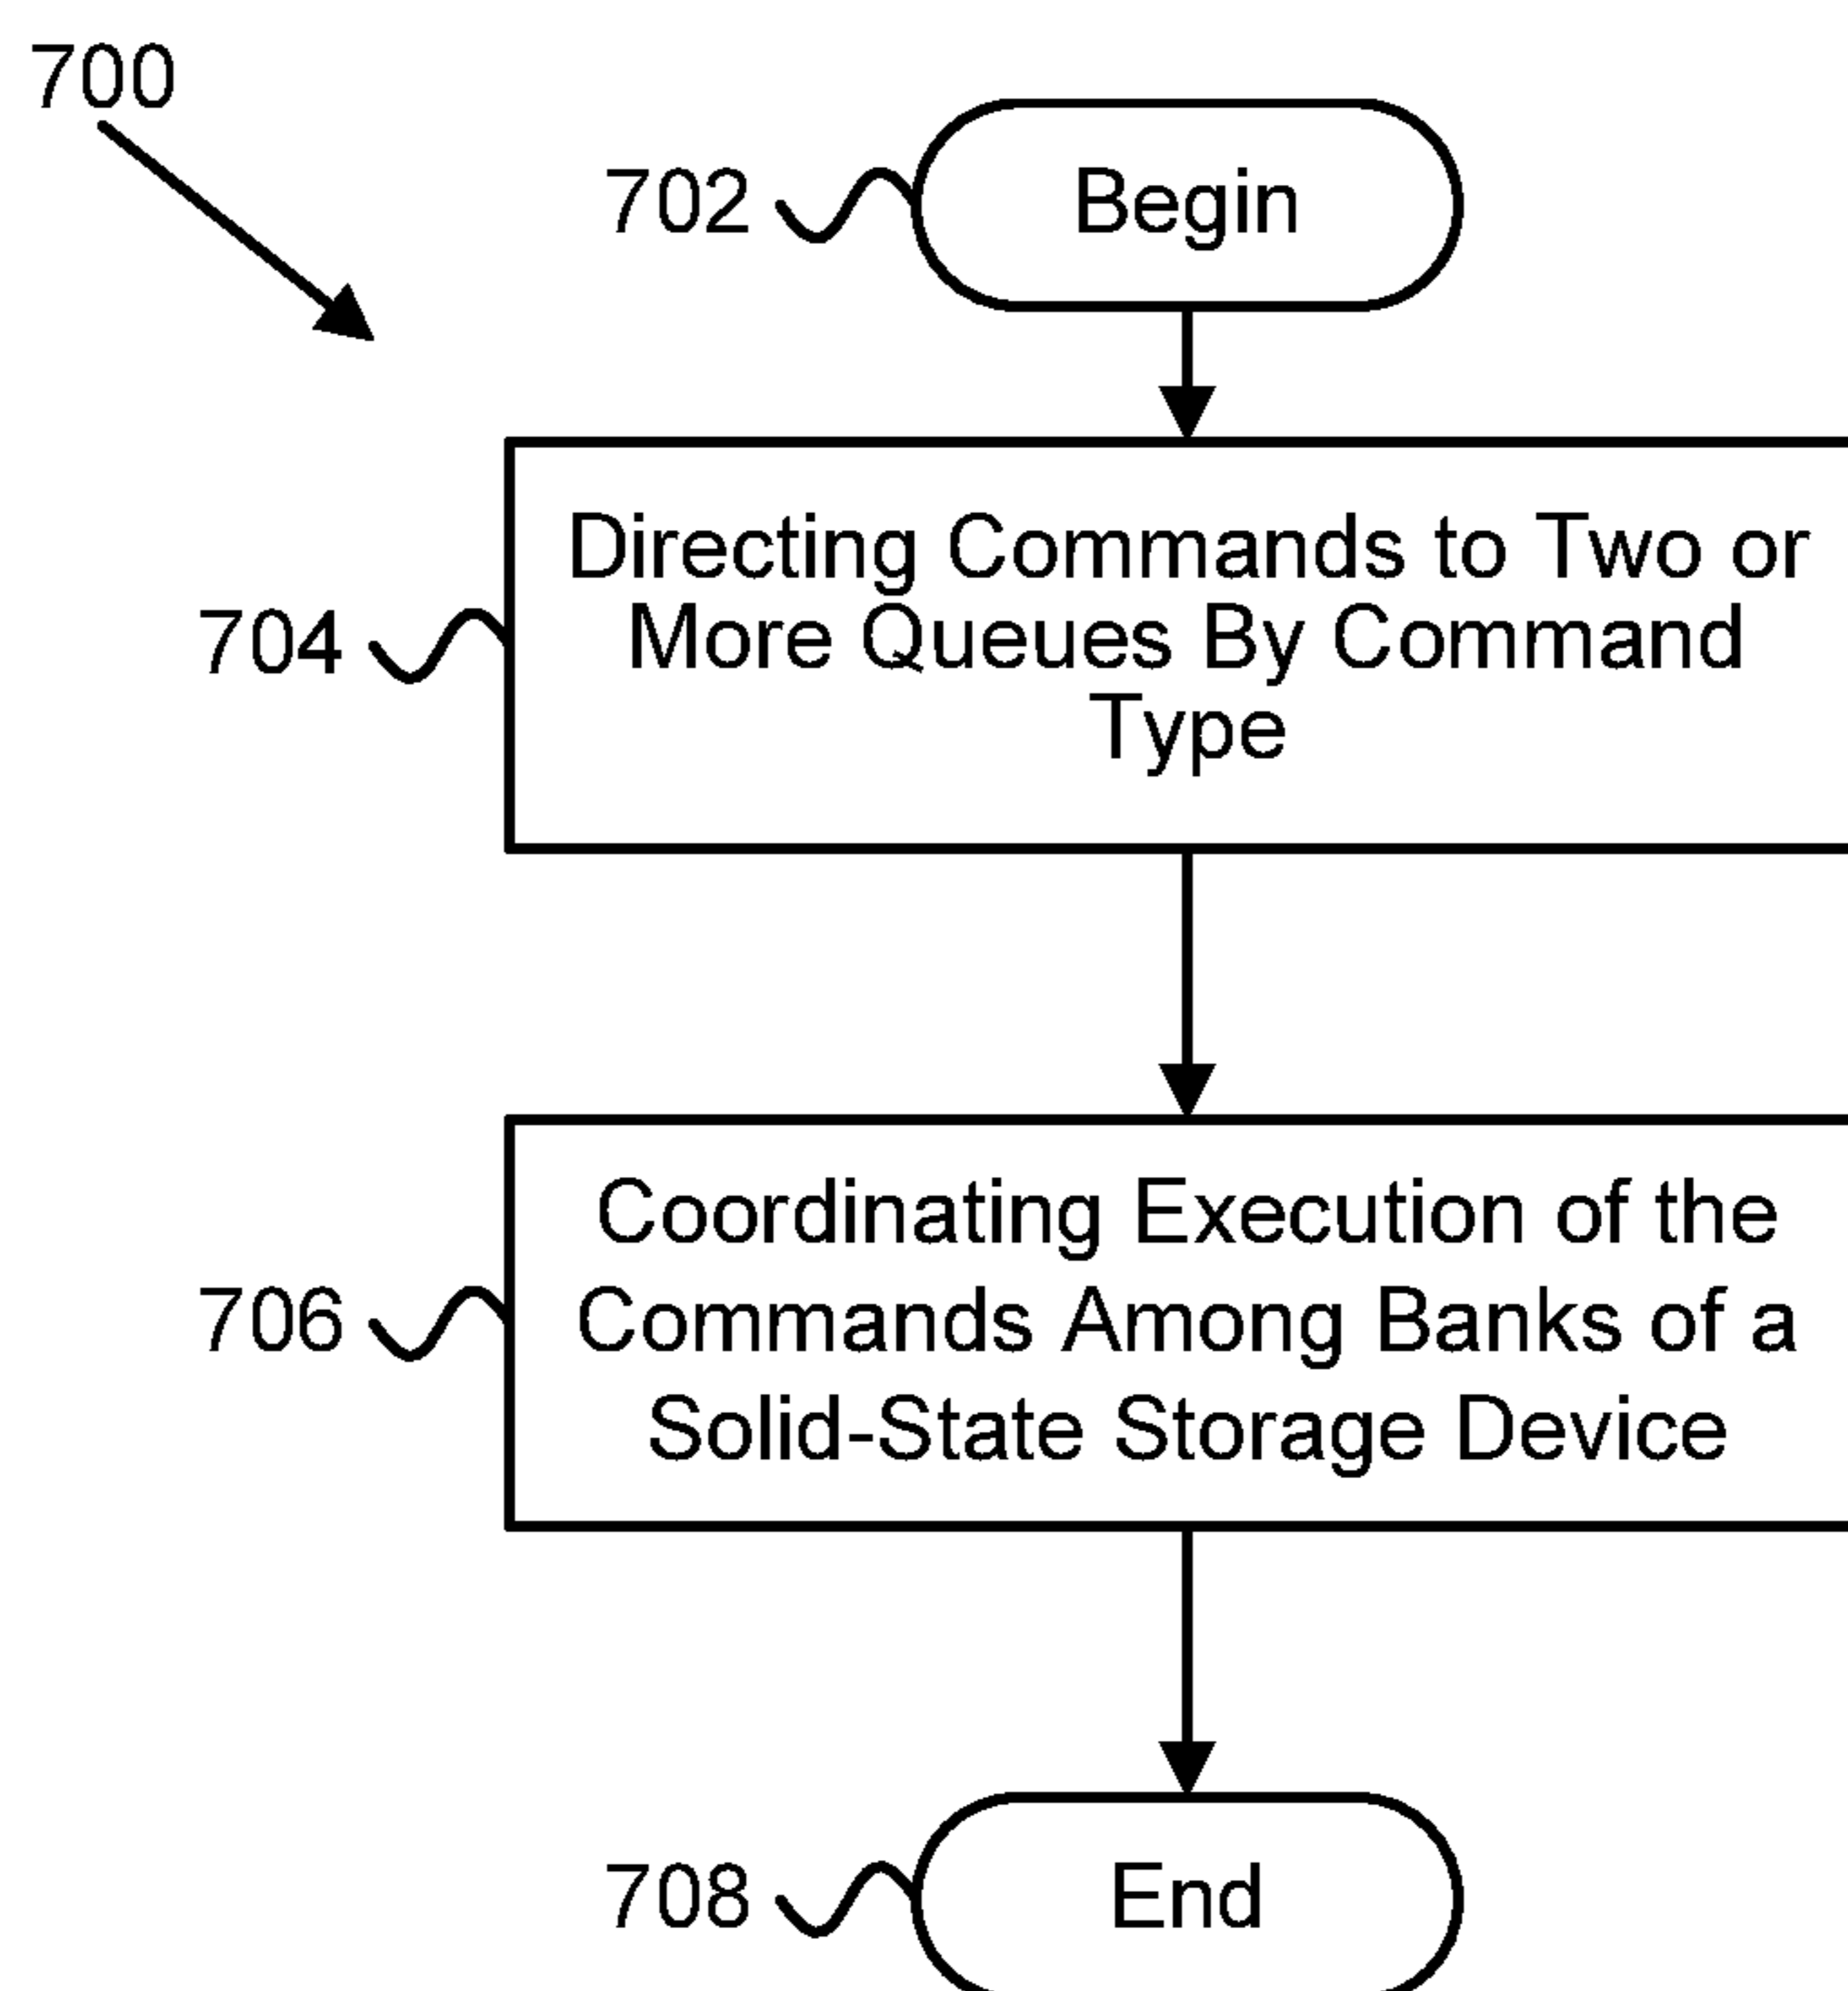 700
702
Begin
Directing Commands to Two or
More Queues By Command
Type
704
Coordinating Execution of the
Commands Among Banks of a
Solid-State Storage Device
706
708
End